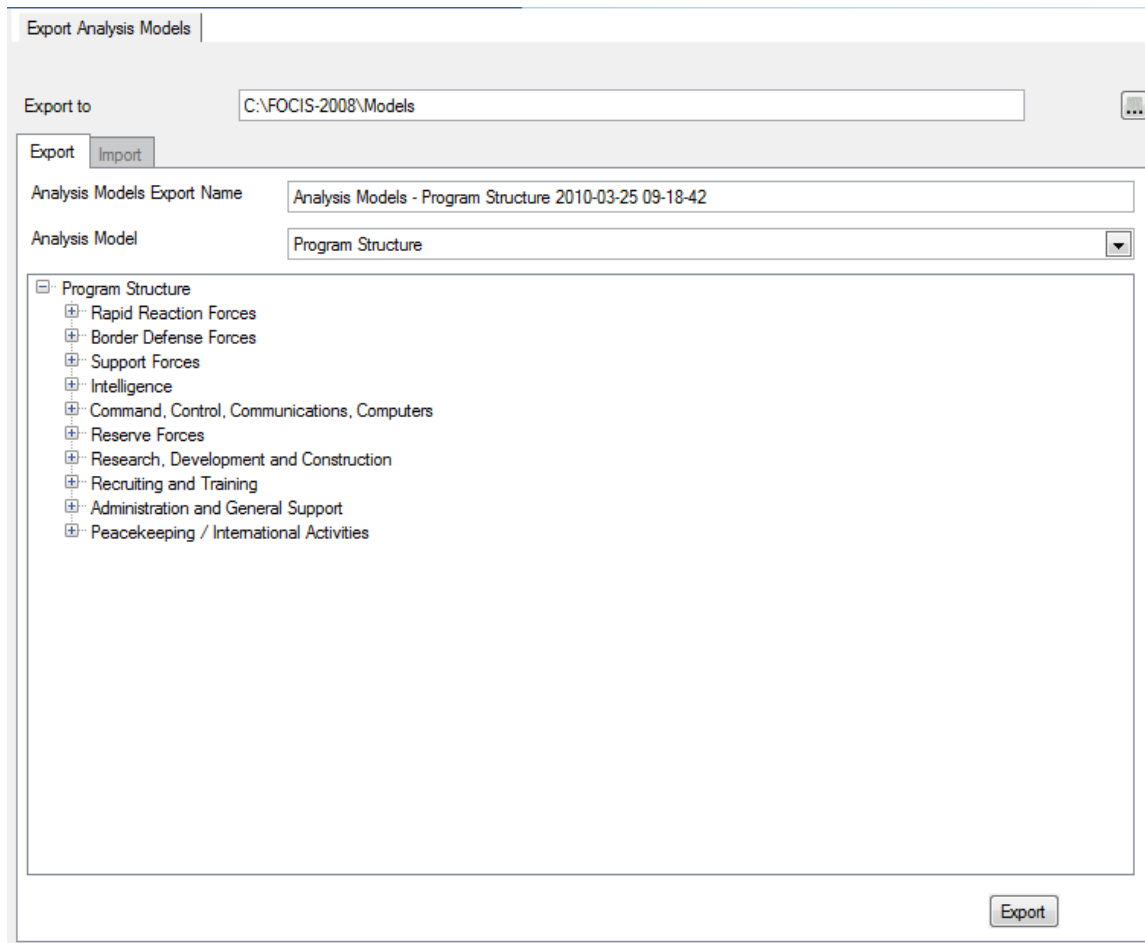 Export Analysis Models
Export to C:\FOCIS-2008\Models ...
Export Import
Analysis Models Export Name Analysis Models - Program Structure 2010-03-25 09-18-42
Analysis Model Program Structure
Program Structure
Rapid Reaction Forces
Border Defense Forces
Support Forces
Intelligence
Command, Control, Communications, Computers
Reserve Forces
Research, Development and Construction
Recruiting and Training
Administration and General Support
Peacekeeping / International Activities
Export